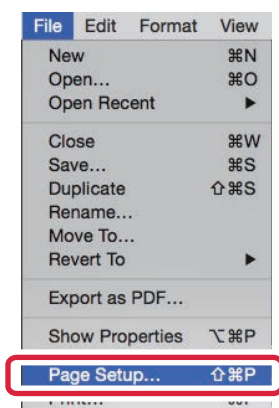 File Edit Format View
New ⌘N
Open... ⌘O
Open Recent ▶
Close ⌘W
Save... ⌘S
Duplicate ⇧⌘S
Rename...
Move To...
Revert To ▶
Export as PDF...
Show Properties ⌥⌘P
Page Setup... ⇧⌘P